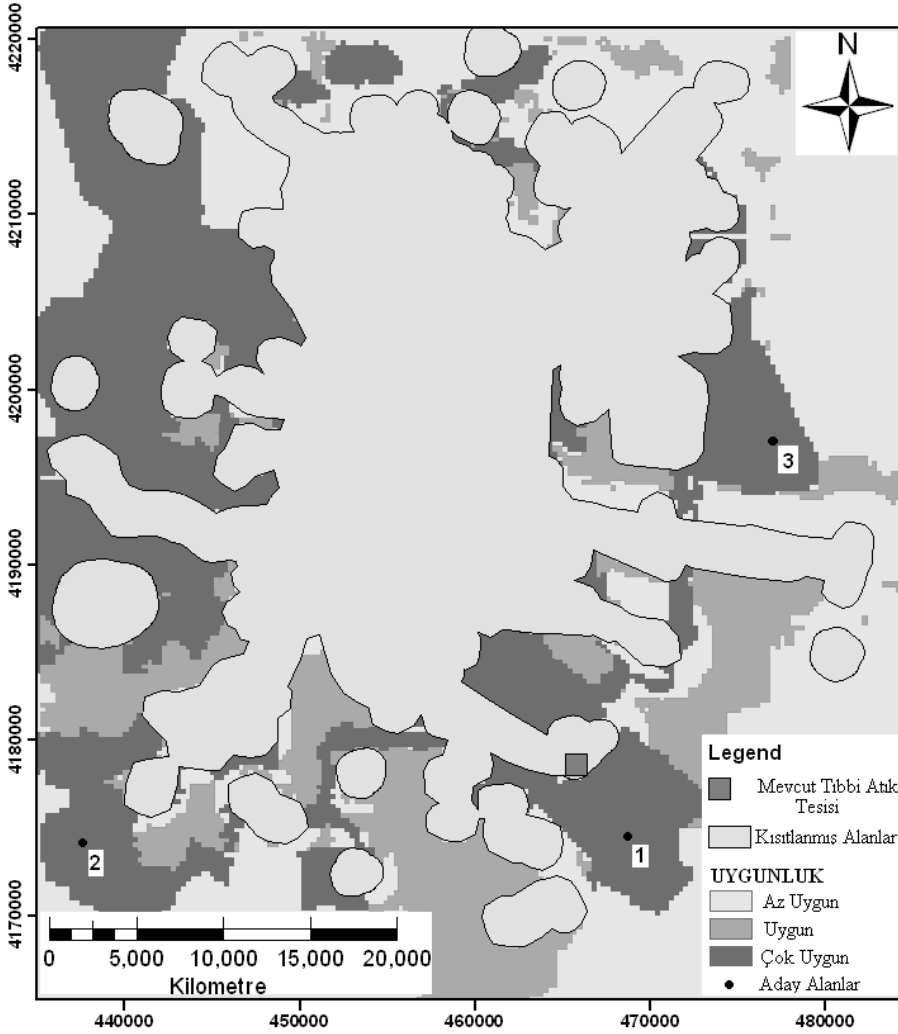 4220000
4210000
4200000
4190000
4180000
4170000
N
3
2
1
Legend
Mevcut Tıbbi Atık
Tesisi
Kısıtlanmış Alanlar
UYGUNLUK
Az Uygun
Uygun
Çok Uygun
Aday Alanlar
0 5,000 10,000 15,000 20,000
Kilometre
440000 450000 460000 470000 480000